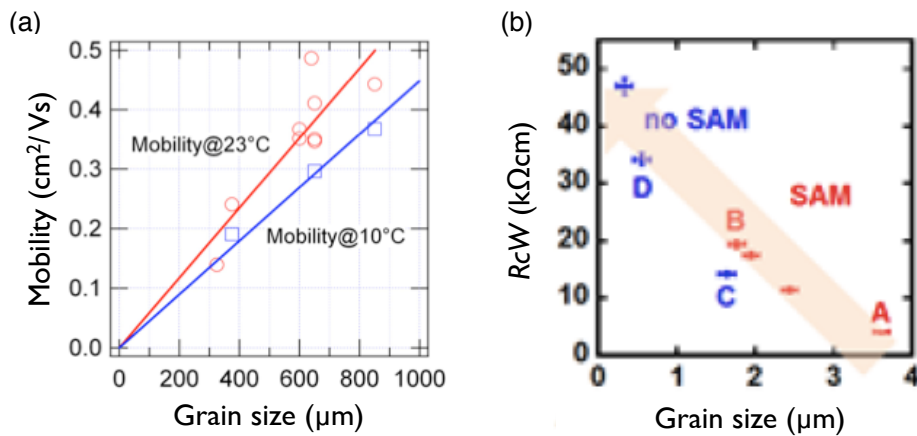 (a)
Mobility (cm²/ Vs)
0.5
0.4
0.3
0.2
0.1
0.0
Mobility@23°C
Mobility@10°C
0 200 400 600 800 1000
Grain size (µm)
(b)
RcW (kΩcm)
50
40
30
20
10
0
no SAM
D
SAM
B
C
A
0 1 2 3 4
Grain size (µm)